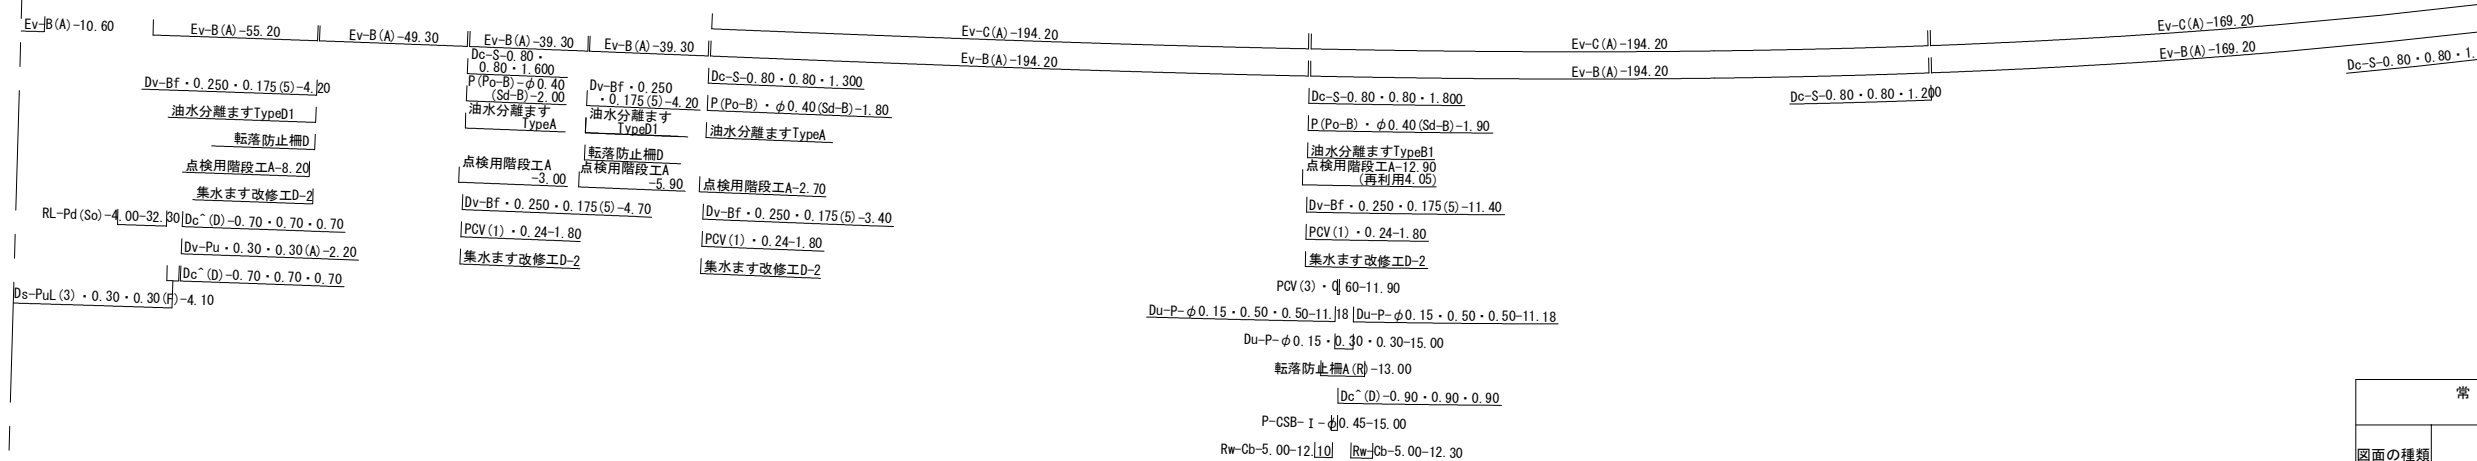 Ev-B(A)-10.60
Ev-B(A)-55.20
Ev-B(A)-49.30
Ev-B(A)-39.30
Ev-B(A)-39.30
Ev-C(A)-194.20
Ev-B(A)-194.20
Ev-C(A)-194.20
Ev-B(A)-194.20
Ev-C(A)-169.20
Ev-B(A)-169.20
Dv-Bf・0.250・0.175(5)-4.20
油水分離ますTypeD1
転落防止柵D
点検用階段工A-8.20
集水ます改修工D-2
RL-Pd(So)-4.00-32.30
Dc^(D)-0.70・0.70・0.70
Dv-Pu・0.30・0.30(A)-2.20
Dc^(D)-0.70・0.70・0.70
Ds-PuL(3)・0.30・0.30(F)-4.10
Dc-S-0.80・
0.80・1.600
P(Po-B)-φ0.40
(Sd-B)-2.00
油水分離ます
TypeA
点検用階段工A
-3.00
Dv-Bf・0.250・0.175(5)-4.70
PCV(1)・0.24-1.80
集水ます改修工D-2
Dv-Bf・0.250
・0.175(5)-4.20
油水分離ます
TypeD1
転落防止柵D
点検用階段工A
-5.90
Dc-S-0.80・0.80・1.300
P(Po-B)・φ0.40(Sd-B)-1.80
油水分離ますTypeA
点検用階段工A-2.70
Dv-Bf・0.250・0.175(5)-3.40
PCV(1)・0.24-1.80
集水ます改修工D-2
Dc-S-0.80・0.80・1.800
P(Po-B)・φ0.40(Sd-B)-1.90
油水分離ますTypeB1
点検用階段工A-12.90
(再利用4.05)
Dv-Bf・0.250・0.175(5)-11.40
PCV(1)・0.24-1.80
集水ます改修工D-2
PCV(3)・0.60-11.90
Du-P-φ0.15・0.50・0.50-11.18
Du-P-φ0.15・0.50・0.50-11.18
Du-P-φ0.15・0.30・0.30-15.00
転落防止柵A(R)-13.00
Dc^(D)-0.90・0.90・0.90
P-CSB-Ⅰ-φ0.45-15.00
Rw-Cb-5.00-12.10
Rw-Cb-5.00-12.30
Dc-S-0.80・0.80・1.200
Dc-S-0.80・0.80・1.
常
図面の種類